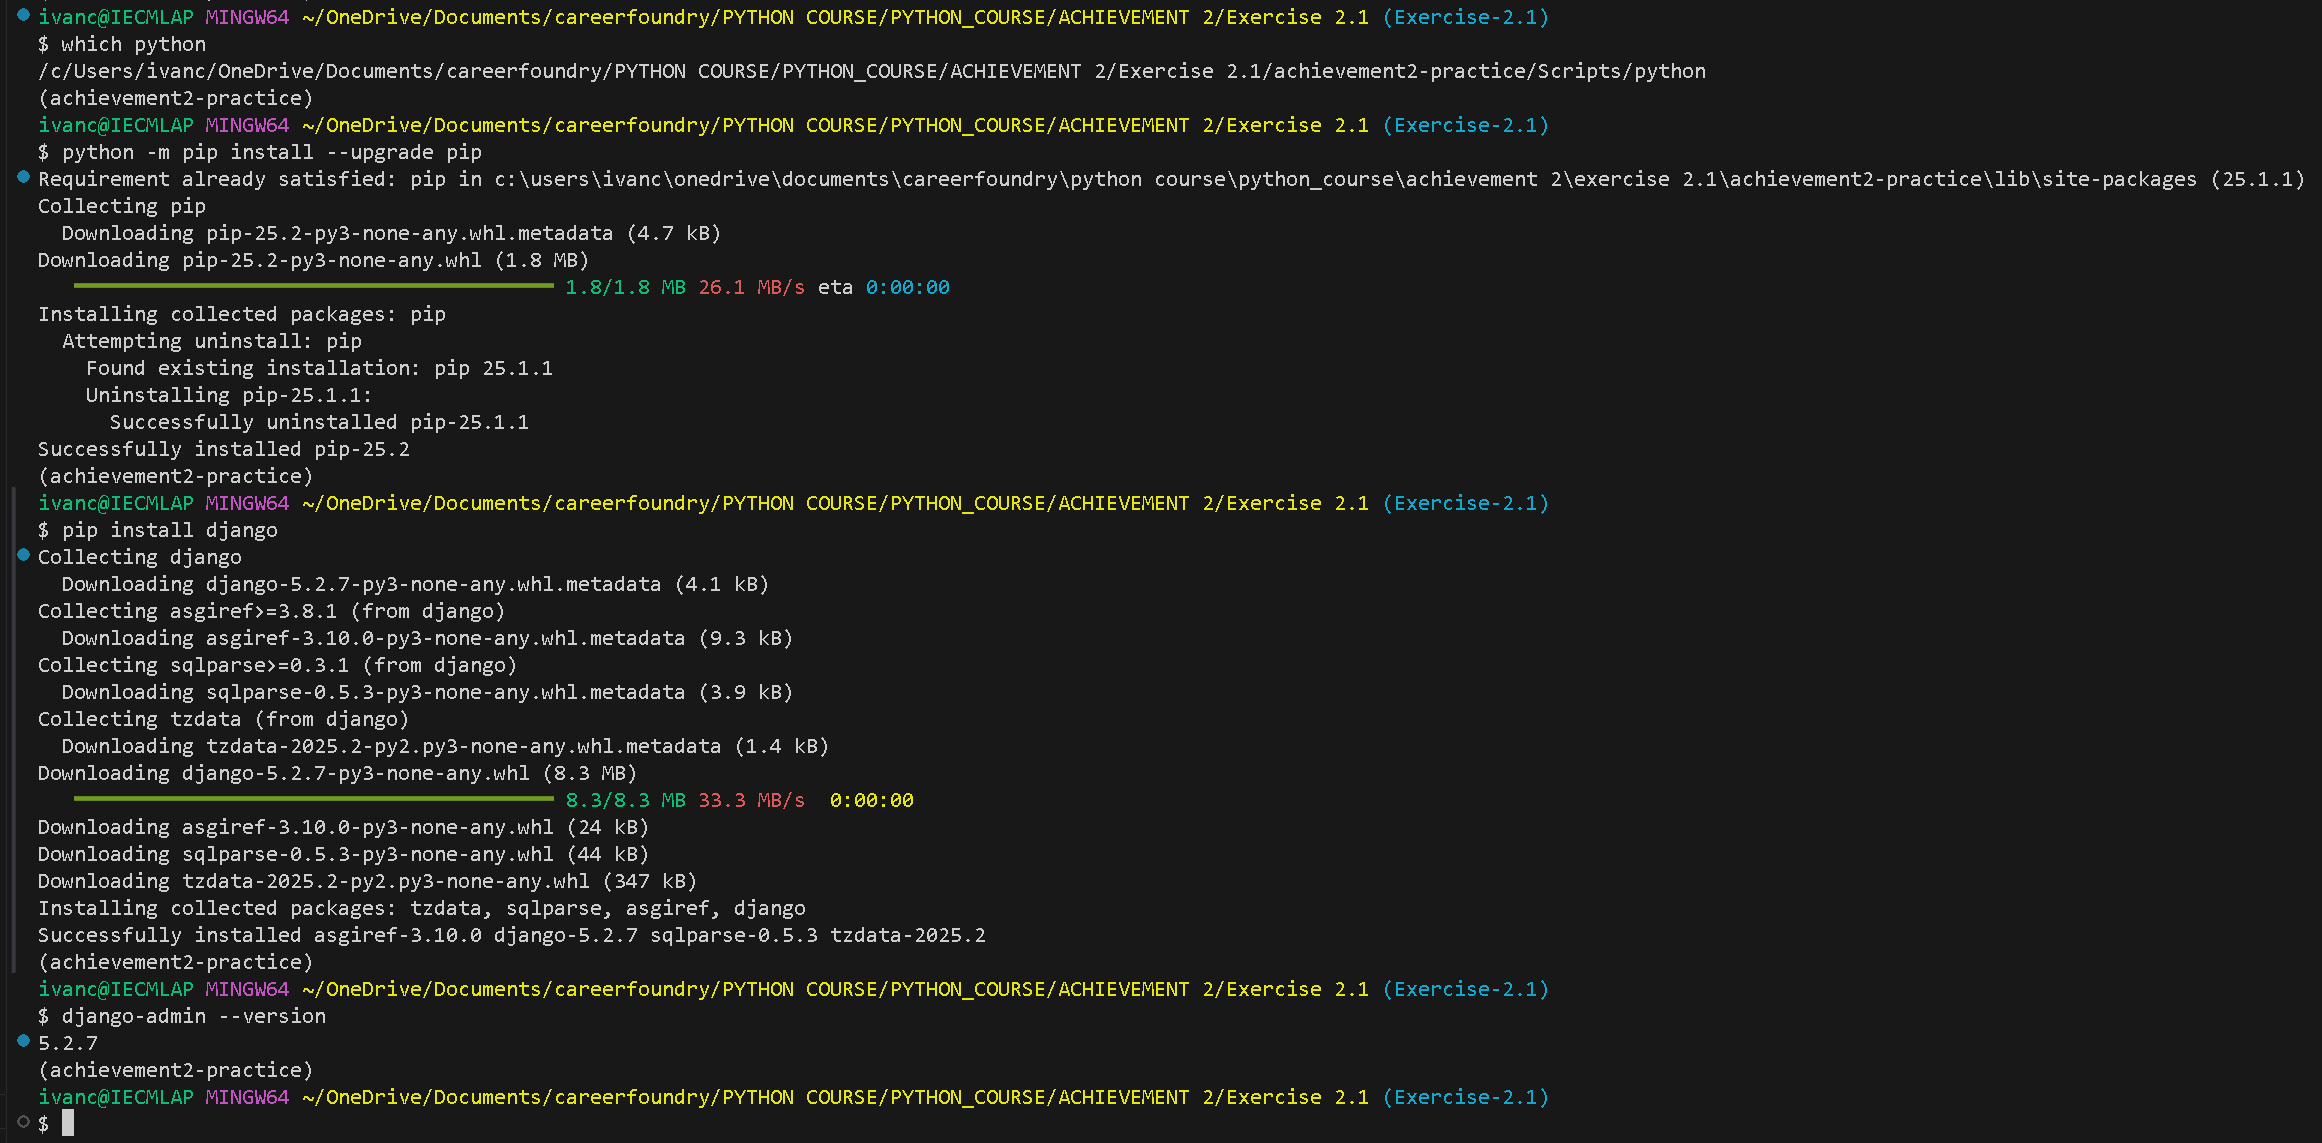 ivanc@IECMLAP MINGW64 ~/OneDrive/Documents/careerfoundry/PYTHON COURSE/PYTHON_COURSE/ACHIEVEMENT 2/Exercise 2.1 (Exercise-2.1)
$ which python
/c/Users/ivanc/OneDrive/Documents/careerfoundry/PYTHON COURSE/PYTHON_COURSE/ACHIEVEMENT 2/Exercise 2.1/achievement2-practice/Scripts/python
(achievement2-practice)
ivanc@IECMLAP MINGW64 ~/OneDrive/Documents/careerfoundry/PYTHON COURSE/PYTHON_COURSE/ACHIEVEMENT 2/Exercise 2.1 (Exercise-2.1)
$ python -m pip install --upgrade pip
Requirement already satisfied: pip in c:\users\ivanc\onedrive\documents\careerfoundry\python course\python_course\achievement 2\exercise 2.1\achievement2-practice\lib\site-packages (25.1.1)
Collecting pip
  Downloading pip-25.2-py3-none-any.whl.metadata (4.7 kB)
Downloading pip-25.2-py3-none-any.whl (1.8 MB)
1.8/1.8 MB 26.1 MB/s eta 0:00:00
Installing collected packages: pip
  Attempting uninstall: pip
    Found existing installation: pip 25.1.1
    Uninstalling pip-25.1.1:
      Successfully uninstalled pip-25.1.1
Successfully installed pip-25.2
(achievement2-practice)
ivanc@IECMLAP MINGW64 ~/OneDrive/Documents/careerfoundry/PYTHON COURSE/PYTHON_COURSE/ACHIEVEMENT 2/Exercise 2.1 (Exercise-2.1)
$ pip install django
Collecting django
  Downloading django-5.2.7-py3-none-any.whl.metadata (4.1 kB)
Collecting asgiref>=3.8.1 (from django)
  Downloading asgiref-3.10.0-py3-none-any.whl.metadata (9.3 kB)
Collecting sqlparse>=0.3.1 (from django)
  Downloading sqlparse-0.5.3-py3-none-any.whl.metadata (3.9 kB)
Collecting tzdata (from django)
  Downloading tzdata-2025.2-py2.py3-none-any.whl.metadata (1.4 kB)
Downloading django-5.2.7-py3-none-any.whl (8.3 MB)
8.3/8.3 MB 33.3 MB/s  0:00:00
Downloading asgiref-3.10.0-py3-none-any.whl (24 kB)
Downloading sqlparse-0.5.3-py3-none-any.whl (44 kB)
Downloading tzdata-2025.2-py2.py3-none-any.whl (347 kB)
Installing collected packages: tzdata, sqlparse, asgiref, django
Successfully installed asgiref-3.10.0 django-5.2.7 sqlparse-0.5.3 tzdata-2025.2
(achievement2-practice)
ivanc@IECMLAP MINGW64 ~/OneDrive/Documents/careerfoundry/PYTHON COURSE/PYTHON_COURSE/ACHIEVEMENT 2/Exercise 2.1 (Exercise-2.1)
$ django-admin --version
5.2.7
(achievement2-practice)
ivanc@IECMLAP MINGW64 ~/OneDrive/Documents/careerfoundry/PYTHON COURSE/PYTHON_COURSE/ACHIEVEMENT 2/Exercise 2.1 (Exercise-2.1)
$